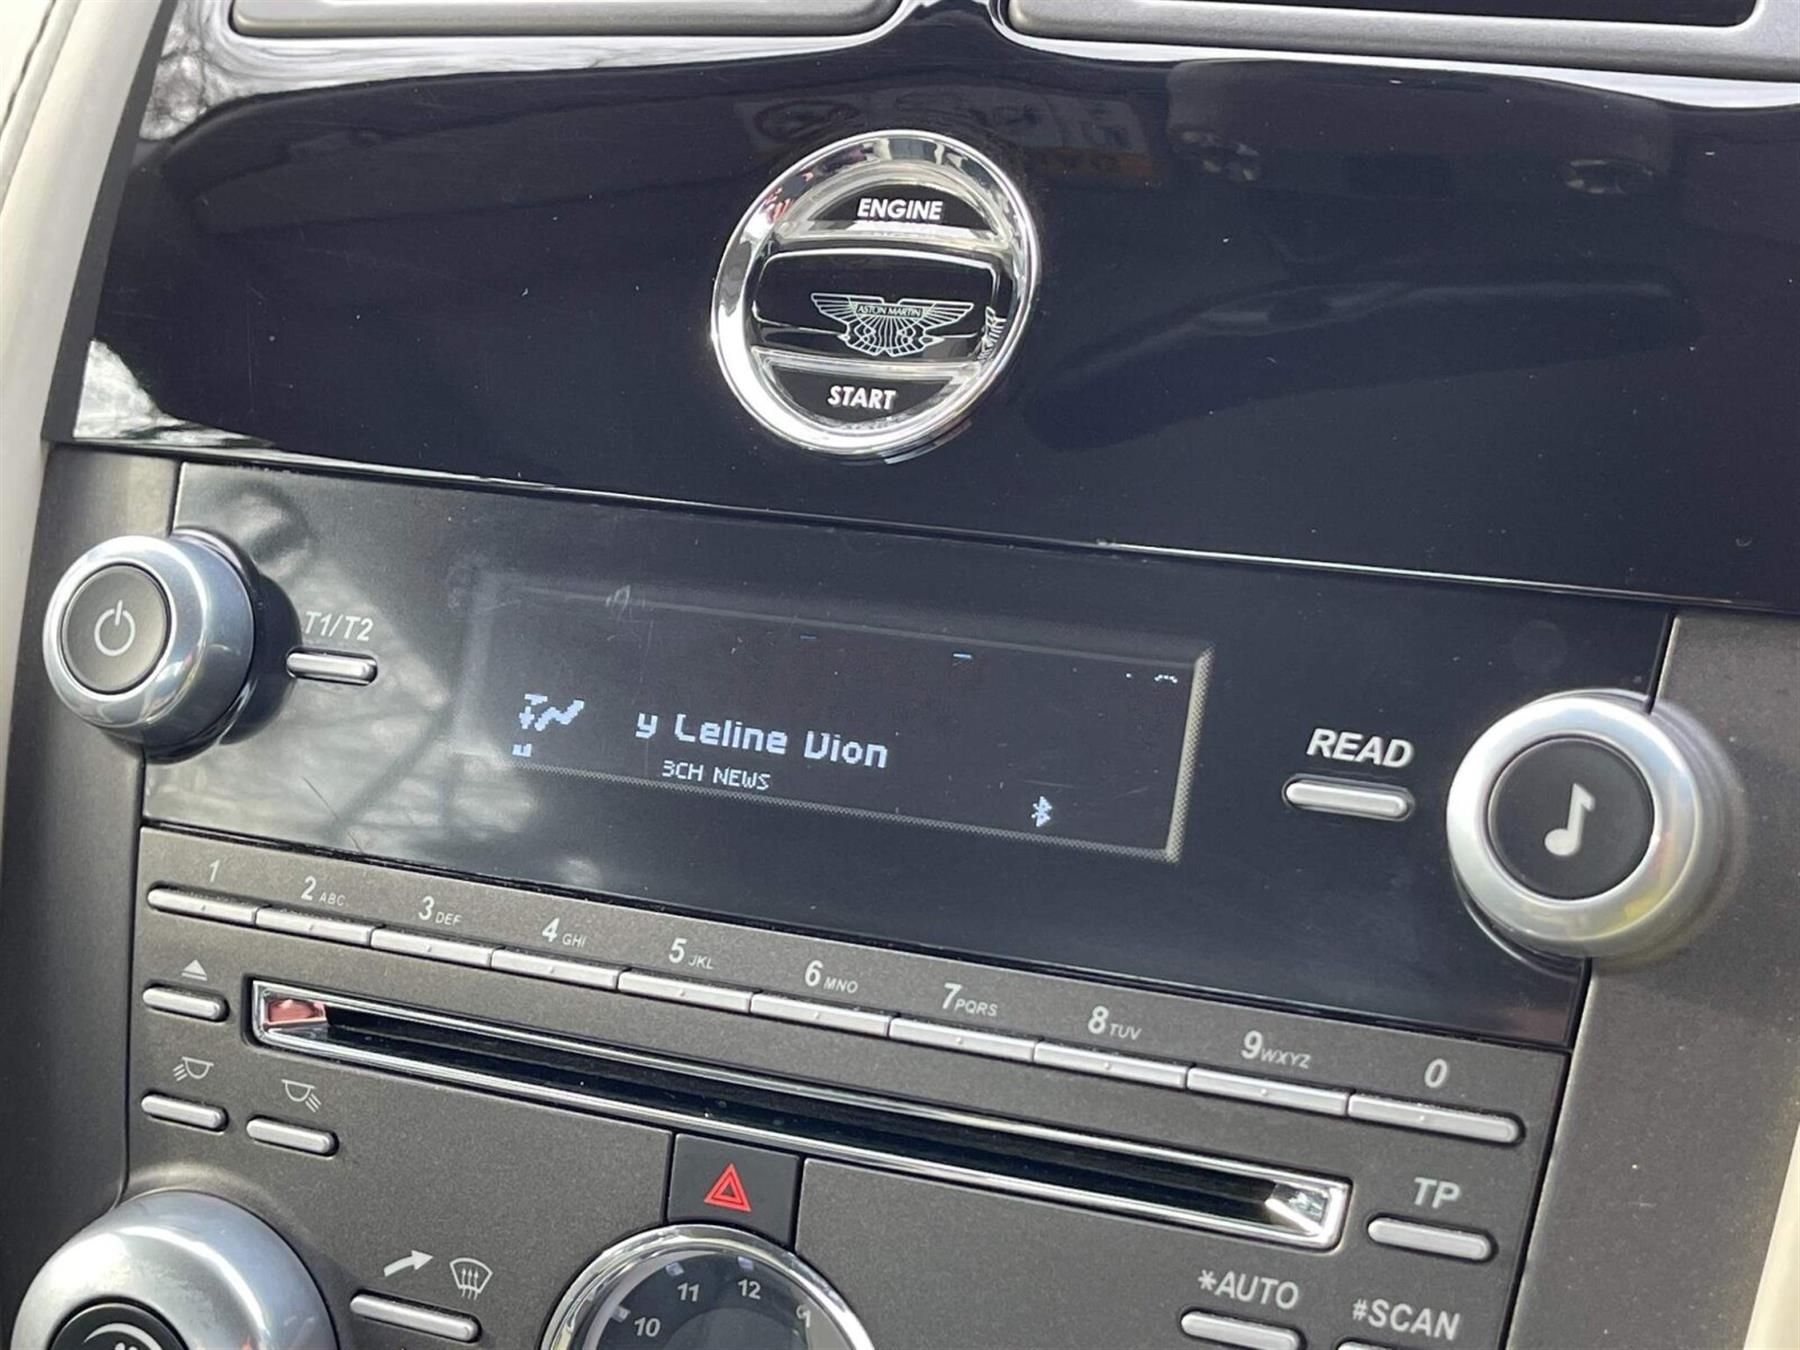 ENGINE
ASTON MARTIN
START
T1/T2
y Leline Vion
3CH NEWS
READ
1
2 ABC
3 DEF
4 GHI
5 JKL
6 MNO
7 PQRS
8 TUV
9 WXYZ
0
TP
11
12
1
10
*AUTO
#SCAN